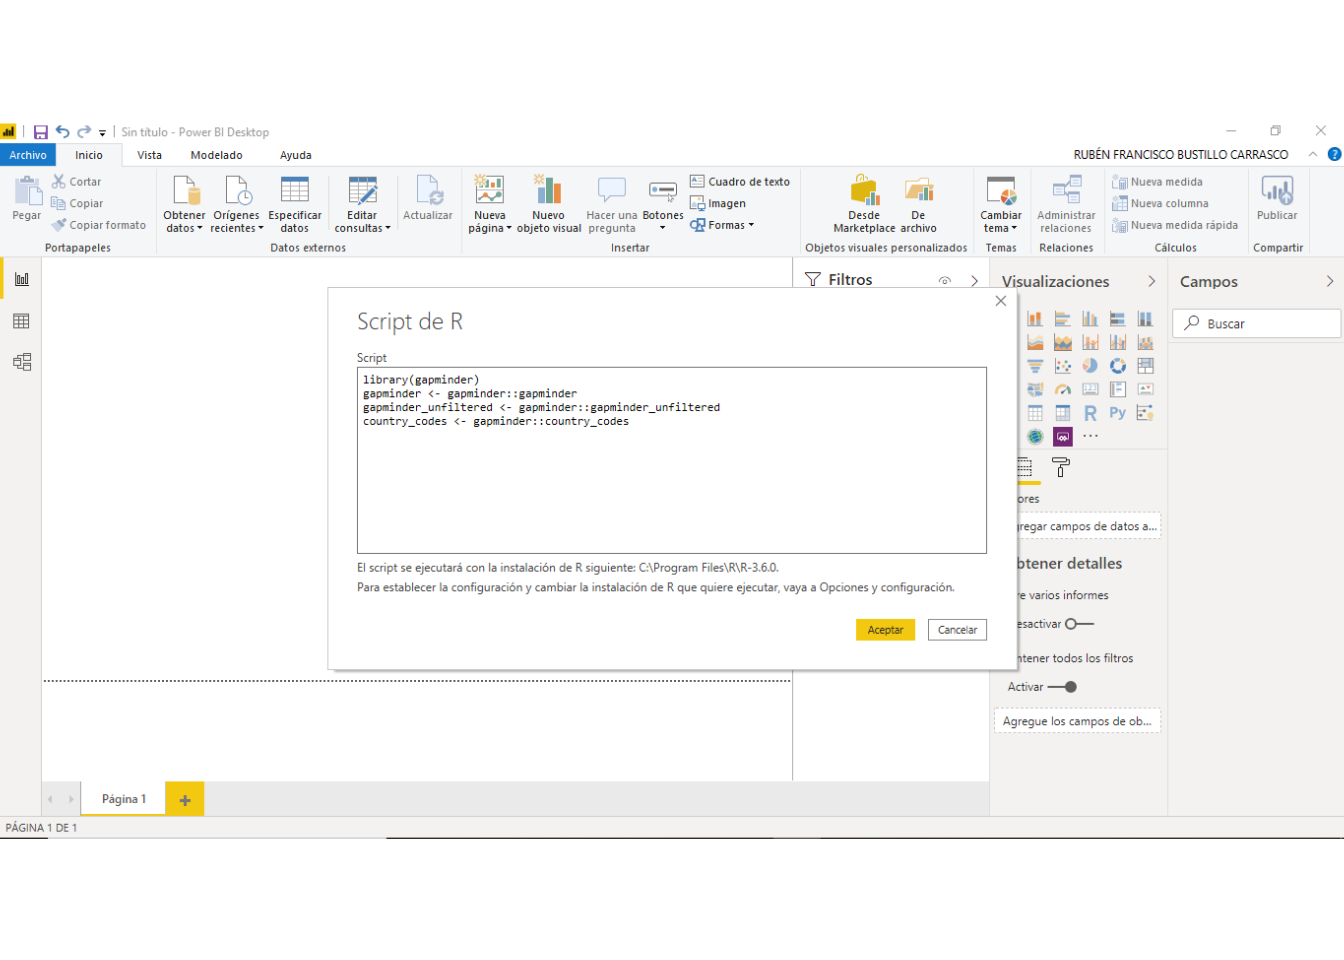 Sin título - Power BI Desktop
Archivo Inicio Vista Modelado Ayuda RUBÉN FRANCISCO BUSTILLO CARRASCO ?
Pegar
Cortar
Copiar
Copiar formato
Portapapeles
Obtener datos
Orígenes recientes
Especificar datos
Editar consultas
Datos externos
Actualizar
Nueva página
Nuevo objeto visual
Hacer una pregunta
Botones
Cuadro de texto
Imagen
Formas
Insertar
Desde Marketplace
De archivo
Objetos visuales personalizados
Cambiar tema
Temas
Administrar relaciones
Relaciones
Nueva medida
Nueva columna
Nueva medida rápida
Cálculos
Publicar
Compartir
Filtros
Visualizaciones
Campos
Buscar
Script de R
Script
library(gapminder)
gapminder <- gapminder::gapminder
gapminder_unfiltered <- gapminder::gapminder_unfiltered
country_codes <- gapminder::country_codes
El script se ejecutará con la instalación de R siguiente: C:\Program Files\R\R-3.6.0.
Para establecer la configuración y cambiar la instalación de R que quiere ejecutar, vaya a Opciones y configuración.
Aceptar Cancelar
R Py
ores
regar campos de datos a...
btener detalles
re varios informes
esactivar
ntener todos los filtros
Activar
Agregue los campos de ob...
Página 1
PÁGINA 1 DE 1